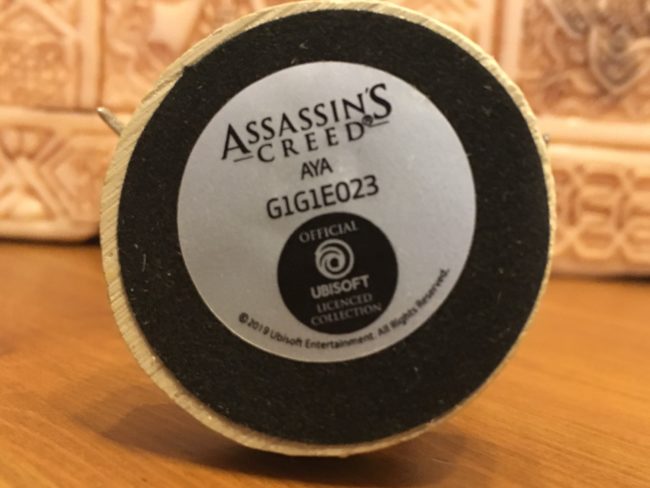 ASSASSIN'S
CREED®
AYA
G1G1E023
OFFICIAL
UBISOFT
LICENCED
COLLECTION
©2019 Ubisoft Entertainment. All Rights Reserved.